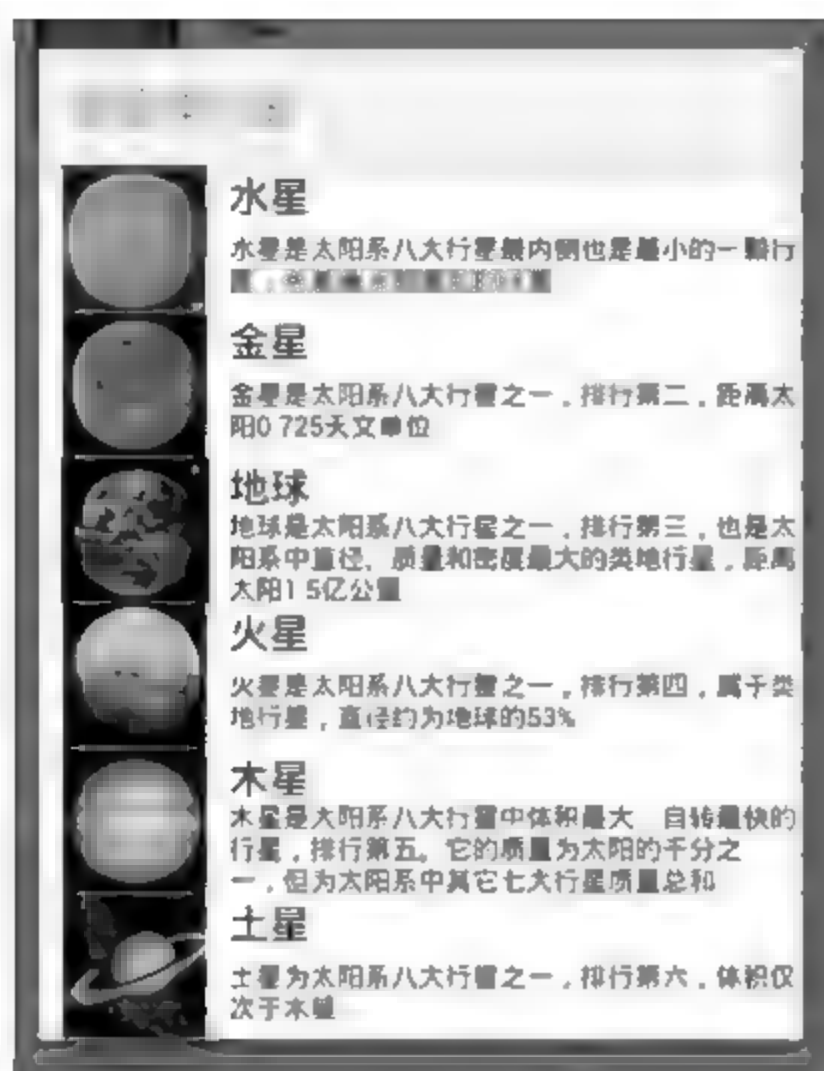 水星
水星是太阳系八大行星最内侧也是最小的一颗行
金星
金星是太阳系八大行星之一，排行第二，距离太
阳0 725天文单位
地球
地球是太阳系八大行星之一，排行第三，也是太
阳系中直径、质量和密度最大的类地行星，距离
太阳1 5亿公里
火星
火星是太阳系八大行星之一，排行第四，属于类
地行星，直径约为地球的53%
木星
木星是太阳系八大行星中体积最大 自转最快的
行星，排行第五。它的质量为太阳的千分之
一，但为太阳系中其它七大行星质量总和
土星
土星为太阳系八大行星之一，排行第六，体积仅
次于木星